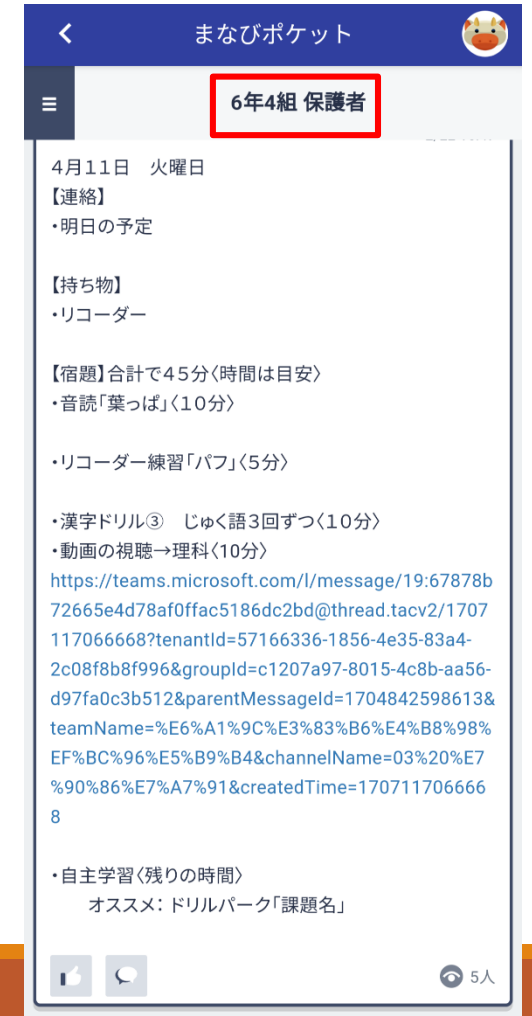 まなびポケット
6年4組 保護者
４月１１日　火曜日
【連絡】
・明日の予定
【持ち物】
・リコーダー
【宿題】合計で４５分〈時間は目安〉
・音読「葉っぱ」〈１０分〉
・リコーダー練習「パフ」〈５分〉
・漢字ドリル③　じゅく語３回ずつ〈１０分〉
・動画の視聴→理科〈10分〉
https://teams.microsoft.com/l/message/19:67878b
72665e4d78af0ffac5186dc2bd@thread.tacv2/1707
117066668?tenantId=57166336-1856-4e35-83a4-
2c08f8b8f996&groupId=c1207a97-8015-4c8b-aa56-
d97fa0c3b512&parentMessageId=1704842598613&
teamName=%E6%A1%9C%E3%83%B6%E4%B8%98%
EF%BC%96%E5%B9%B4&channelName=03%20%E7
%90%86%E7%A7%91&createdTime=170711706666
8
・自主学習〈残りの時間〉
オススメ：ドリルパーク「課題名」
5人